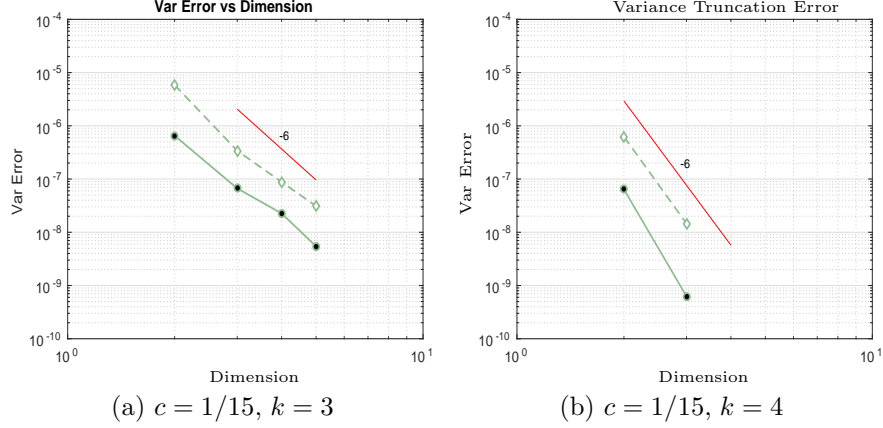 Var Error vs Dimension
10^-4
10^-5
10^-6
10^-7
10^-8
10^-9
10^-10
Var Error
-6
10^0
10^1
Dimension
(a) c = 1/15, k = 3
Variance Truncation Error
10^-4
10^-5
10^-6
10^-7
10^-8
10^-9
10^-10
Var Error
-6
10^0
10^1
Dimension
(b) c = 1/15, k = 4